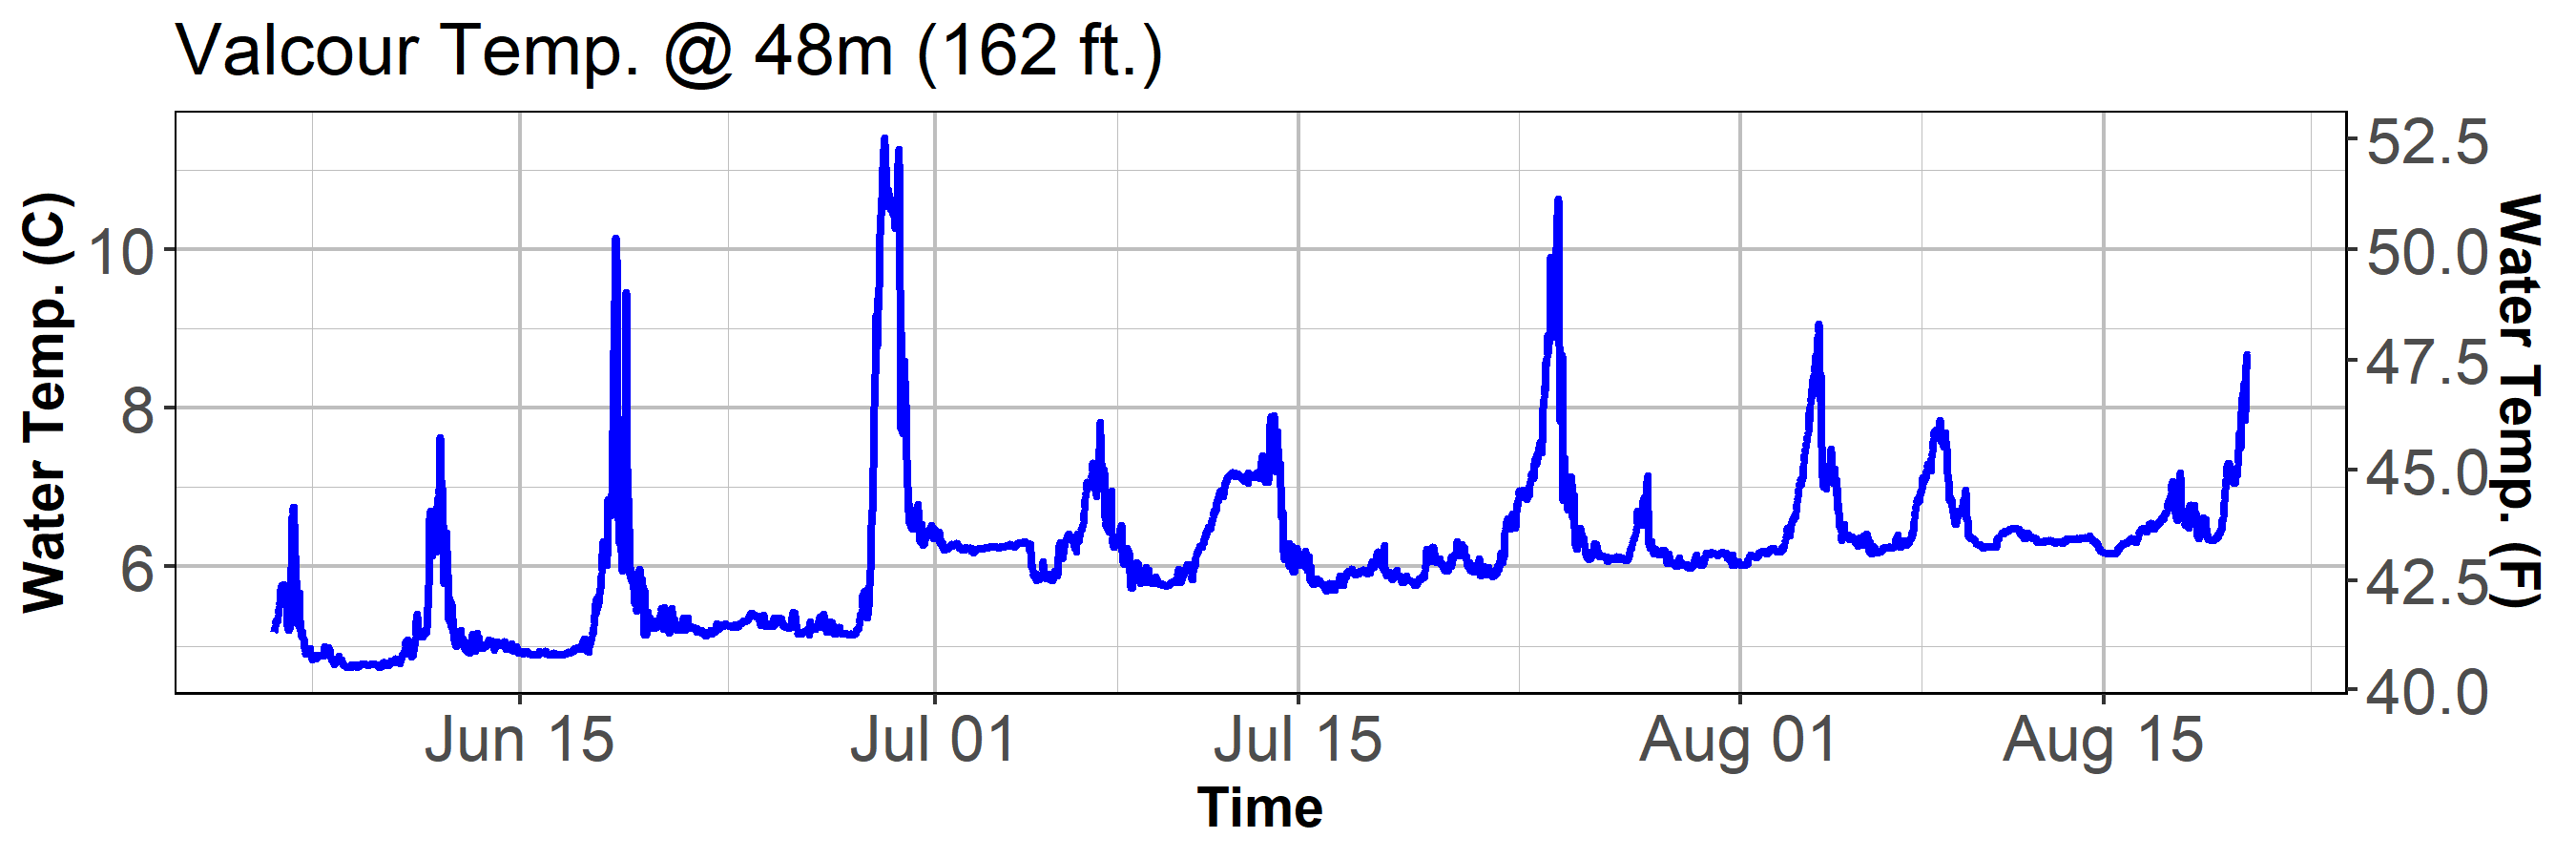 Valcour Temp. @ 48m (162 ft.)
Water Temp. (C)
10
8
6
52.5
50.0
47.5
45.0
42.5
40.0
Water Temp. (F)
Jun 15
Jul 01
Jul 15
Aug 01
Aug 15
Time